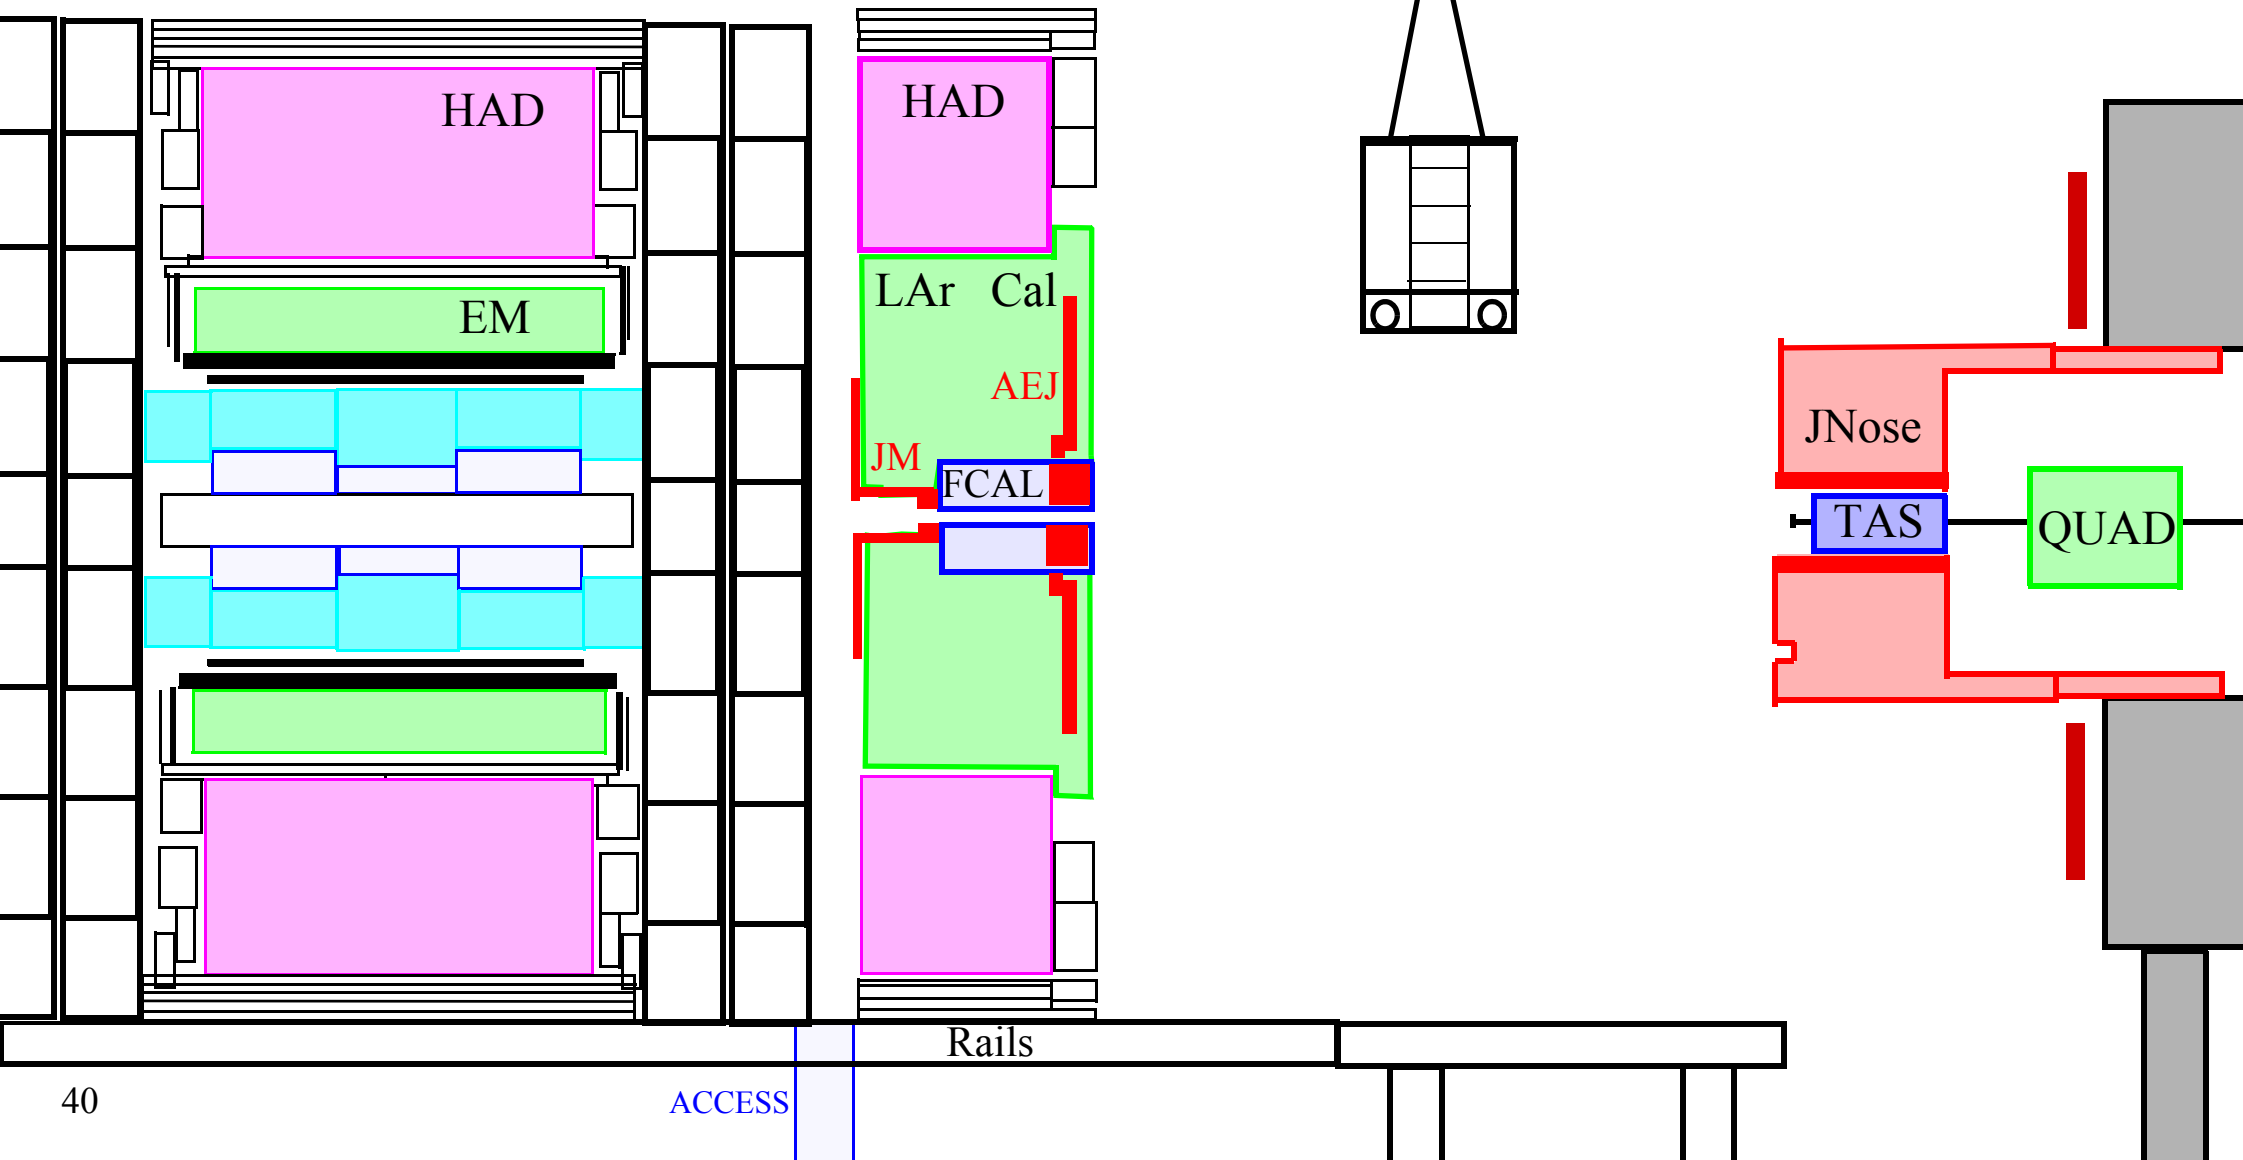 HAD
HAD
EM
LAr Cal
AEJ
JM
FCAL
JNose
TAS
QUAD
Rails
40
ACCESS